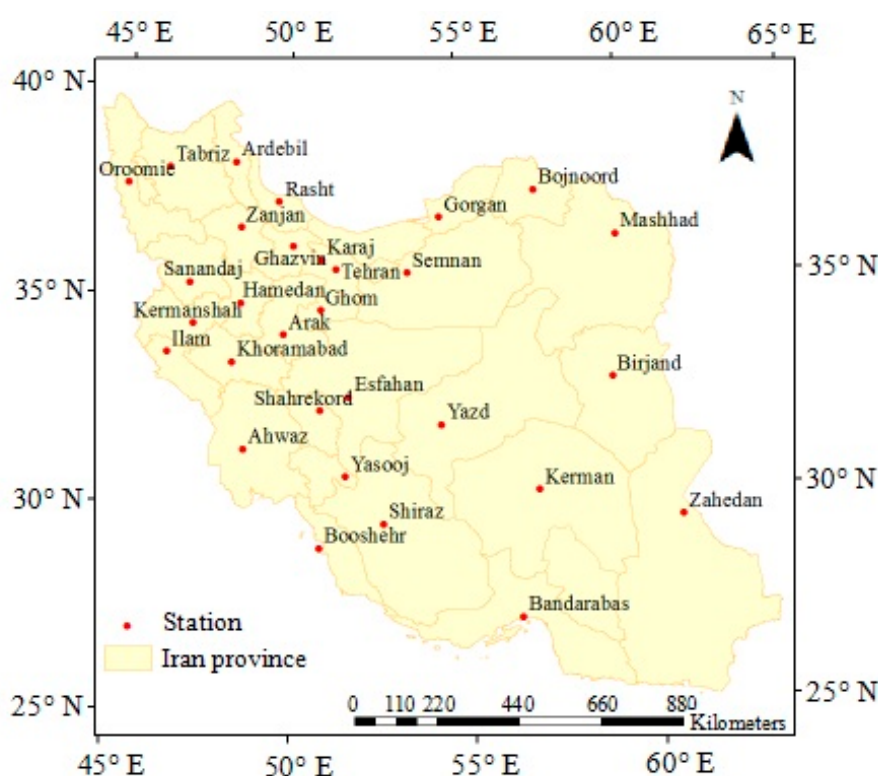 45° E 50° E 55° E 60° E 65° E
40° N
N
Ardebil
Tabriz
Oroomie
Bojnoord
Rasht
Gorgan
Zanjan
Mashhad
Karaj
Ghazvin
Semnan
Tehran
35° N
Sanandaj
Hamedan
35° N
Ghom
Kermanshah
Arak
Ilam
Khoramabad
Birjand
Esfahan
Shahrekord
Yazd
Ahwaz
Yasooj
Kerman
30° N
30° N
Zahedan
Shiraz
Booshehr
Bandarabas
Station
Iran province
25° N
25° N
0 110 220 440 660 880
Kilometers
45° E 50° E 55° E 60° E